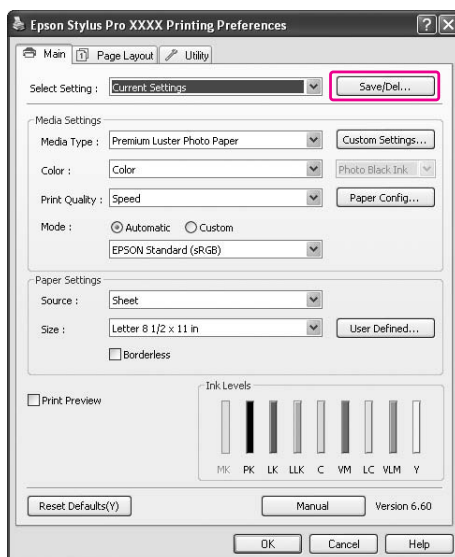 Epson Stylus Pro XXXX Printing Preferences
Main Page Layout Utility
Select Setting : Current Settings Save/Del...
Media Settings
Media Type : Premium Luster Photo Paper Custom Settings...
Color : Color Photo Black Ink
Print Quality : Speed Paper Config...
Mode : Automatic Custom
EPSON Standard (sRGB)
Paper Settings
Source : Sheet
Size : Letter 8 1/2 x 11 in User Defined...
Borderless
Print Preview
Ink Levels
MK PK LK LLK C VM LC VLM Y
Reset Defaults(Y) Manual Version 6.60
OK Cancel Help